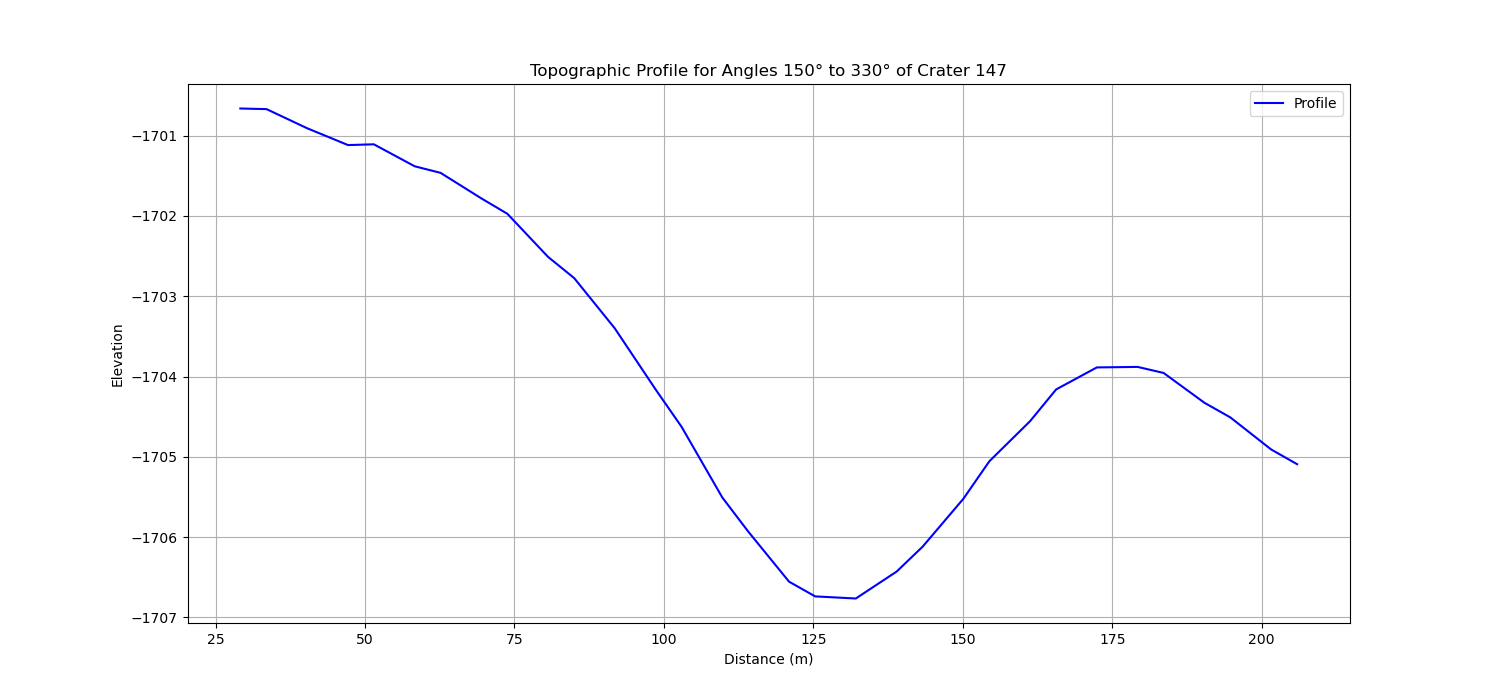 Topographic Profile for Angles 150° to 330° of Crater 147
Profile
−1701
−1702
−1703
−1704
−1705
−1706
−1707
Elevation
25 50 75 100 125 150 175 200
Distance (m)